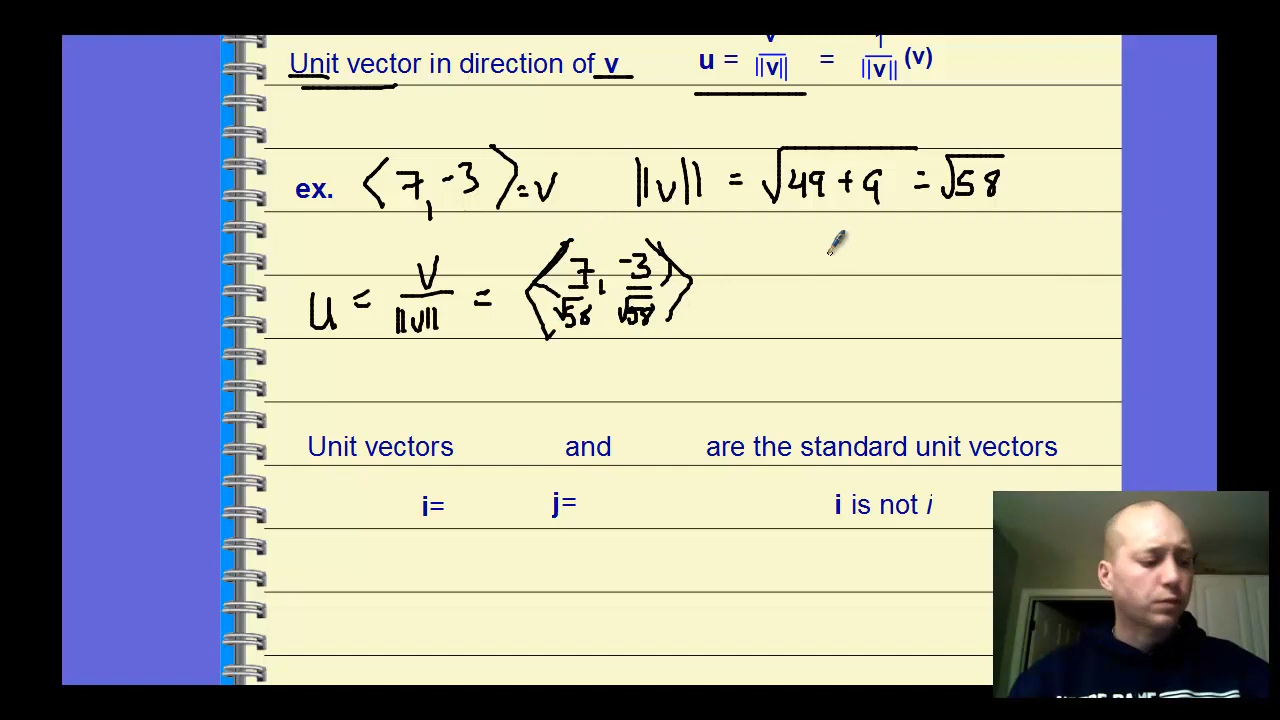 Unit vector in direction of v u = v/||v|| = 1/||v|| (v)
ex. ⟨7, -3⟩ = v ||v|| = √49 + 9 = √58
u = v/||v|| = ⟨7/√58, -3/√58⟩
Unit vectors and are the standard unit vectors
i= j= i is not i